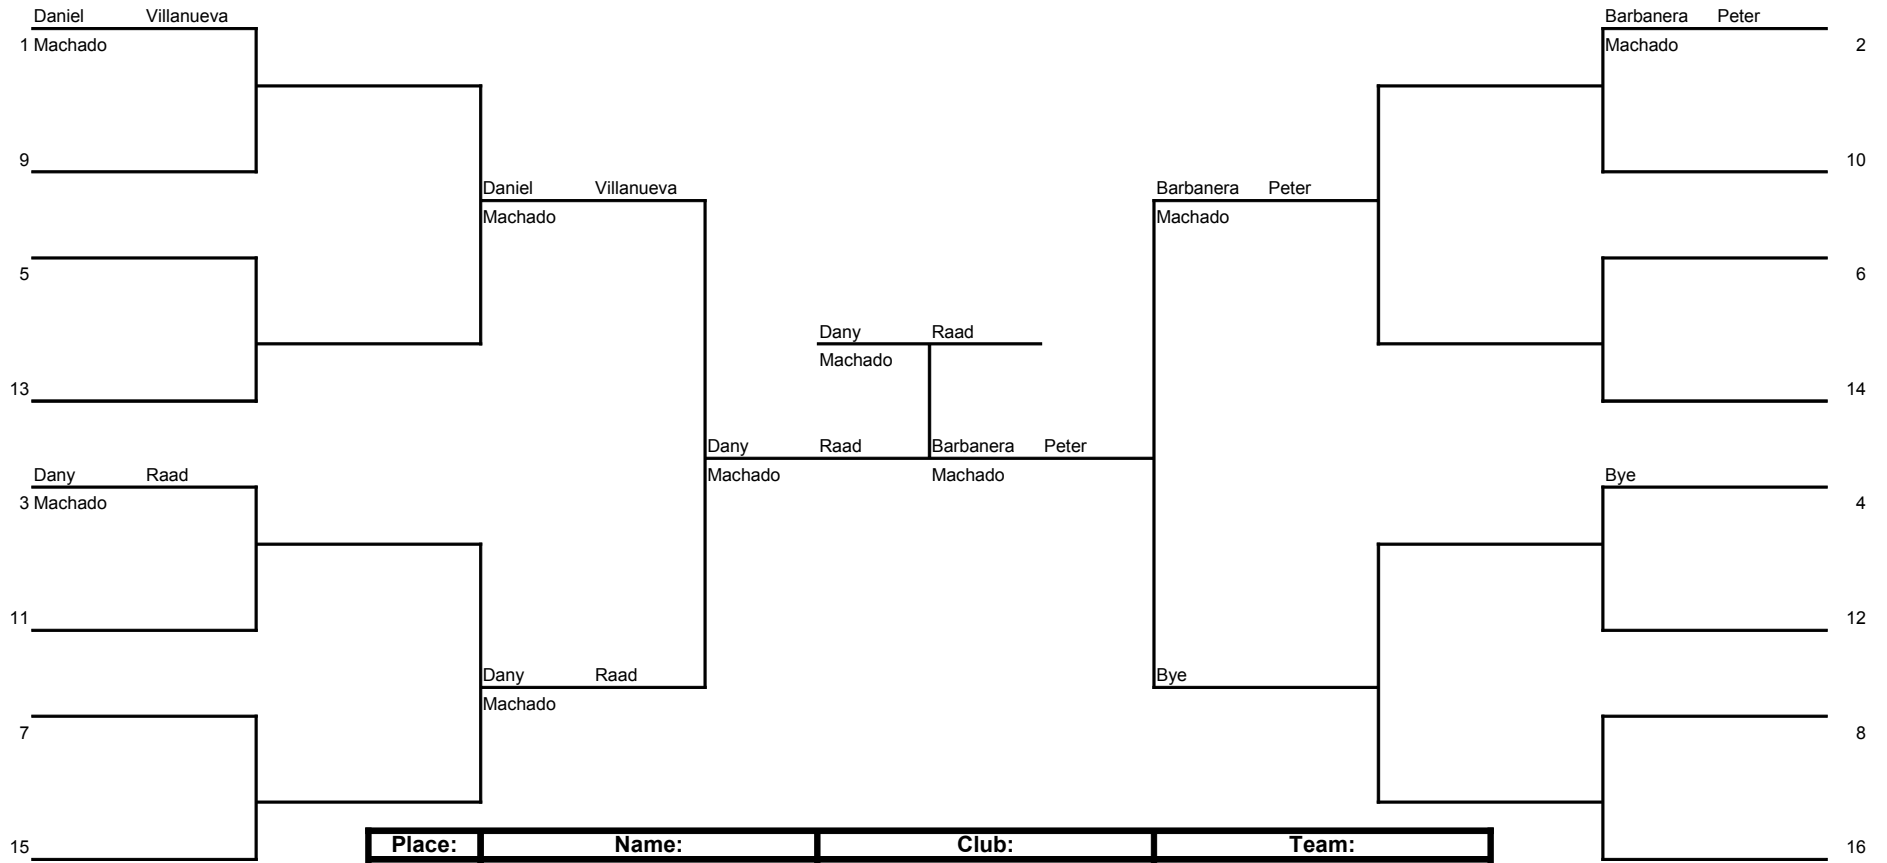 Daniel Villanueva Barbanera Peter
1 Machado Machado 2
9 10
Daniel Villanueva Barbanera Peter
Machado Machado
5 6
Dany Raad
Machado
13 14
Dany Raad Barbanera Peter
Machado Machado
Dany Raad Bye
3 Machado 4
11 12
Dany Raad Bye
Machado
7 8
Place: Name: Club: Team:
15 16